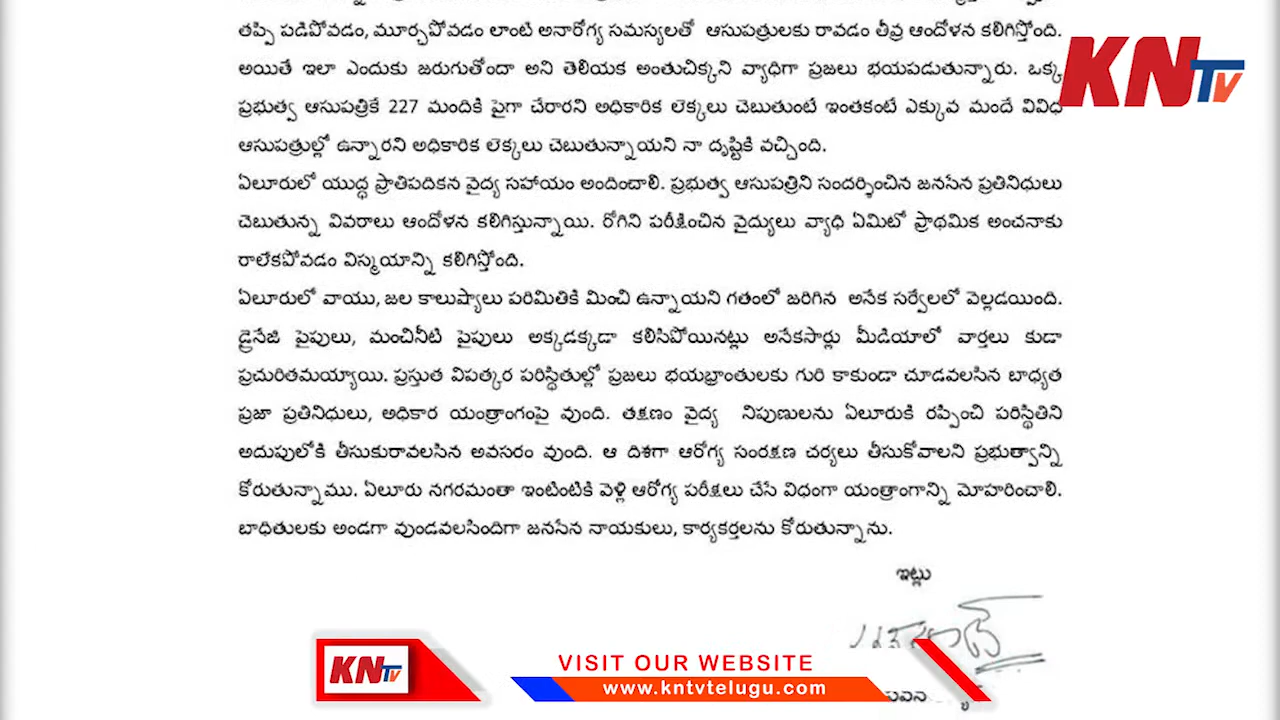 తప్పి పడిపోవడం, మూర్ఛపోవడం లాంటి అనారోగ్య సమస్యలతో ఆసుపత్రులకు రావడం తీవ్ర ఆందోళన కలిగిస్తోంది.
అయితే ఇలా ఎందుకు జరుగుతోందా అని తెలియక అంతుచిక్కని వ్యాధిగా ప్రజలు భయపడుతున్నారు. ఒక్క
ప్రభుత్వ ఆసుపత్రికే 227 మందికి పైగా చేరారని అధికారిక లెక్కలు చెబుతుంటే ఇంతకంటే ఎక్కువ మందే వివిధ
ఆసుపత్రుల్లో ఉన్నారని అధికారిక లెక్కలు చెబుతున్నాయని నా దృష్టికి వచ్చింది.
ఏలూరులో యుద్ధ ప్రాతిపదికన వైద్య సహాయం అందించాలి. ప్రభుత్వ ఆసుపత్రిని సందర్శించిన జనసేన ప్రతినిధులు
చెబుతున్న వివరాలు ఆందోళన కలిగిస్తున్నాయి. రోగిని పరీక్షించిన వైద్యులు వ్యాధి ఏమిటో ప్రాథమిక అంచనాకు
రాలేకపోవడం విస్మయాన్ని కలిగిస్తోంది.
ఏలూరులో వాయు, జల కాలుష్యాలు పరిమితికి మించి ఉన్నాయని గతంలో జరిగిన అనేక సర్వేలలో వెల్లడయింది.
డ్రైనేజి పైపులు, మంచినీటి పైపులు అక్కడక్కడా కలిసిపోయినట్లు అనేకసార్లు మీడియాలో వార్తలు కుడా
ప్రచురితమయ్యాయి. ప్రస్తుత విపత్కర పరిస్థితుల్లో ప్రజలు భయభ్రాంతులకు గురి కాకుండా చూడవలసిన బాధ్యత
ప్రజా ప్రతినిధులు, అధికార యంత్రాంగంపై వుంది. తక్షణం వైద్య నిపుణులను ఏలూరుకి రప్పించి పరిస్థితిని
అదుపులోకి తీసుకురావలసిన అవసరం వుంది. ఆ దిశగా ఆరోగ్య సంరక్షణ చర్యలు తీసుకోవాలని ప్రభుత్వాన్ని
కోరుతున్నాము. ఏలూరు నగరమంతా ఇంటింటికి వెళ్లి ఆరోగ్య పరీక్షలు చేసే విధంగా యంత్రాంగాన్ని మోహరించాలి.
బాధితులకు అండగా వుండవలసిందిగా జనసేన నాయకులు, కార్యకర్తలను కోరుతున్నాను.
ఇట్లు
KNTV
KNTV
VISIT OUR WEBSITE
www.kntvtelugu.com